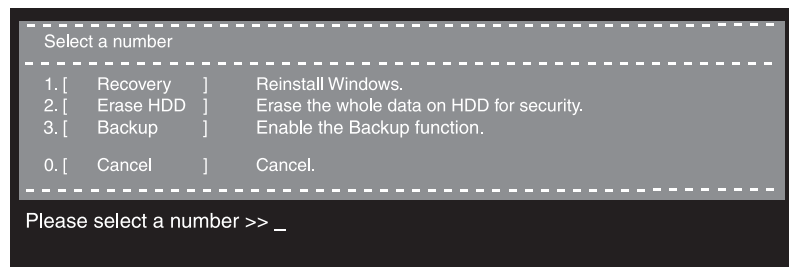 Select a number
1. [ Recovery ] Reinstall Windows.
2. [ Erase HDD ] Erase the whole data on HDD for security.
3. [ Backup ] Enable the Backup function.
0. [ Cancel ] Cancel.
Please select a number >> _